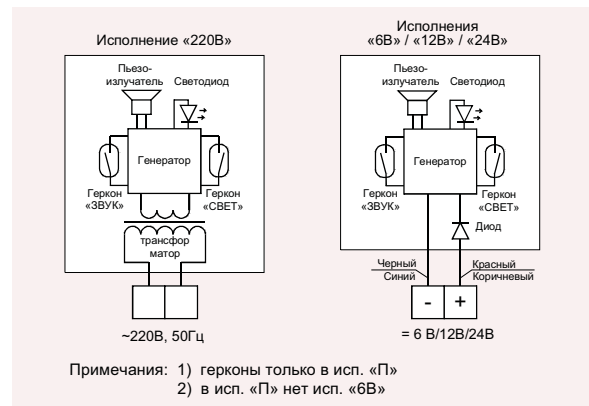 Исполнение «220В»
Пьезо-
излучатель
Светодиод
Генератор
Геркон
«ЗВУК»
Геркон
«СВЕТ»
трансфор
матор
~220В, 50Гц
Исполнения
«6В» / «12В» / «24В»
Пьезо-
излучатель
Светодиод
Генератор
Геркон
«ЗВУК»
Геркон
«СВЕТ»
Диод
Черный
Синий
Красный
Коричневый
- +
= 6 В/12В/24В
Примечания: 1) герконы только в исп. «П»
2) в исп. «П» нет исп. «6В»